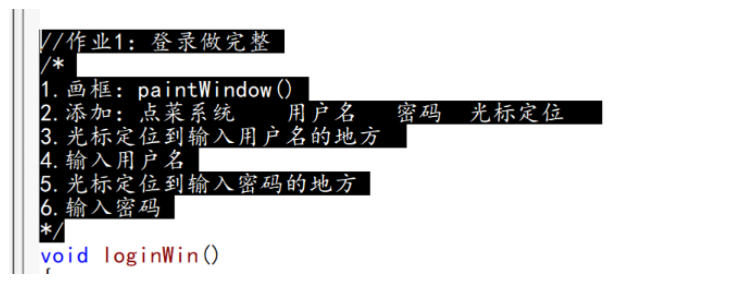 //作业1: 登录做完整
/*
1.画框: paintWindow()
2.添加: 点菜系统    用户名    密码   光标定位
3.光标定位到输入用户名的地方
4.输入用户名
5.光标定位到输入密码的地方
6.输入密码
*/
void loginWin()
{